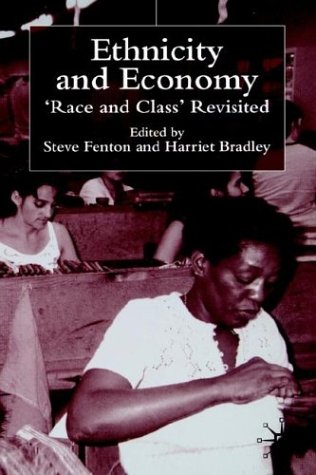 Ethnicity
and Economy
‘Race and Class’ Revisited
Edited by
Steve Fenton and Harriet Bradley